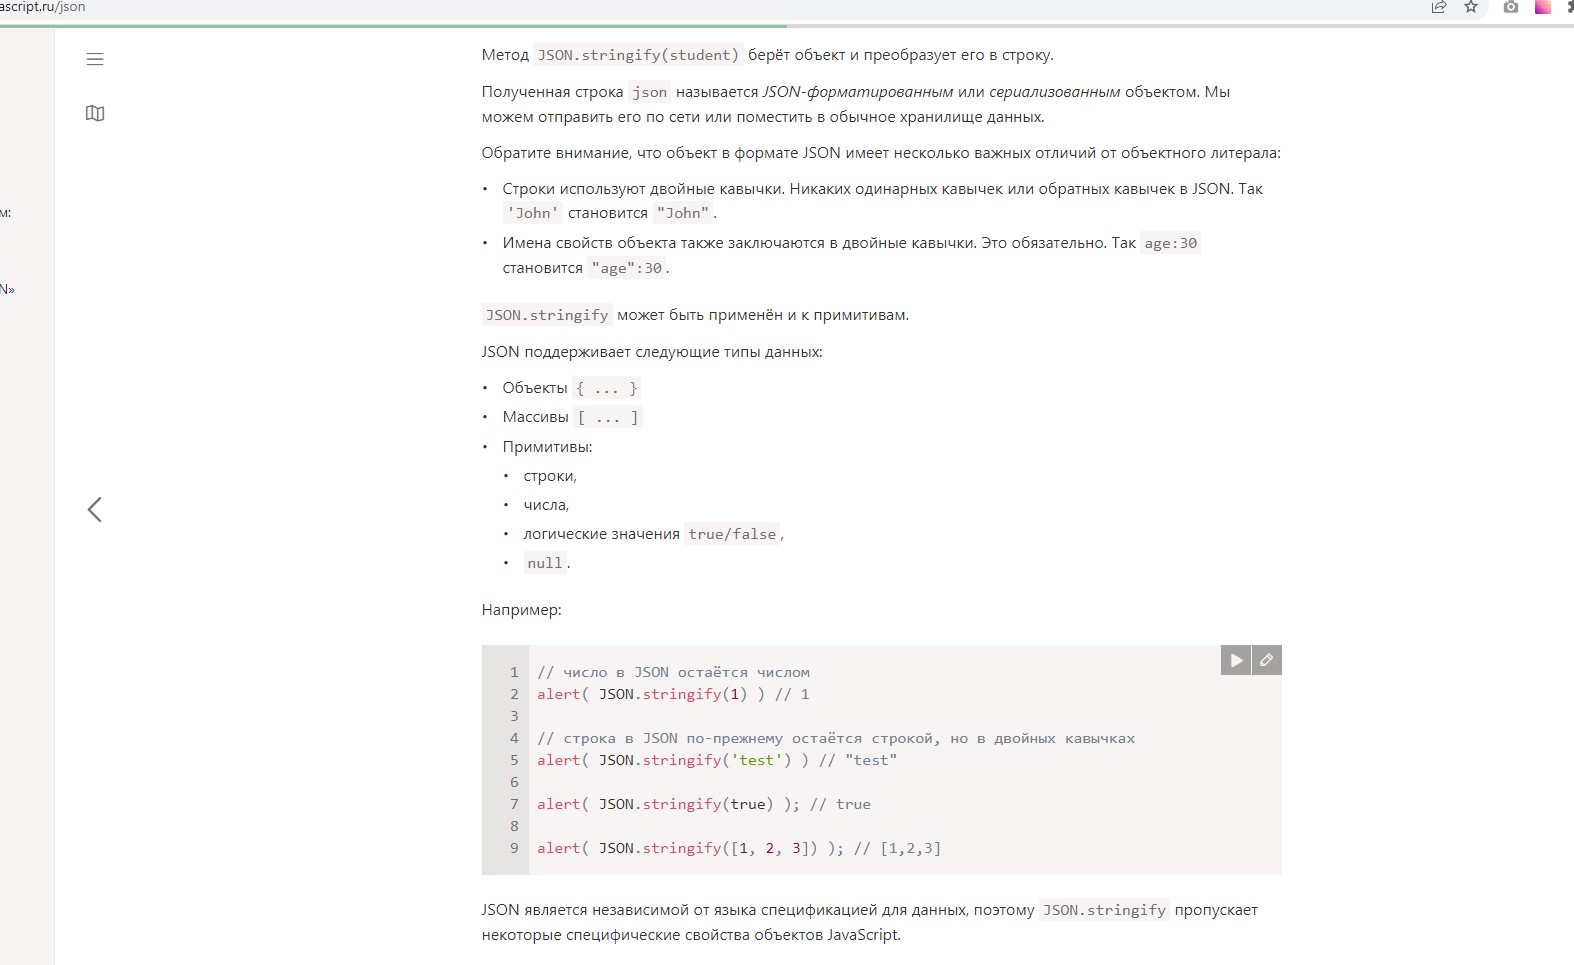 ascript.ru/json
Метод JSON.stringify(student) берёт объект и преобразует его в строку.
Полученная строка json называется JSON-форматированным или сериализованным объектом. Мы
можем отправить его по сети или поместить в обычное хранилище данных.
Обратите внимание, что объект в формате JSON имеет несколько важных отличий от объектного литерала:
• Строки используют двойные кавычки. Никаких одинарных кавычек или обратных кавычек в JSON. Так
'John' становится "John".
• Имена свойств объекта также заключаются в двойные кавычки. Это обязательно. Так age:30
становится "age":30.
м:
N»
JSON.stringify может быть применён и к примитивам.
JSON поддерживает следующие типы данных:
• Объекты { ... }
• Массивы [ ... ]
• Примитивы:
• строки,
• числа,
• логические значения true/false,
• null.
Например:
1 // число в JSON остаётся числом
2 alert( JSON.stringify(1) ) // 1
3
4 // строка в JSON по-прежнему остаётся строкой, но в двойных кавычках
5 alert( JSON.stringify('test') ) // "test"
6
7 alert( JSON.stringify(true) ); // true
8
9 alert( JSON.stringify([1, 2, 3]) ); // [1,2,3]
JSON является независимой от языка спецификацией для данных, поэтому JSON.stringify пропускает
некоторые специфические свойства объектов JavaScript.